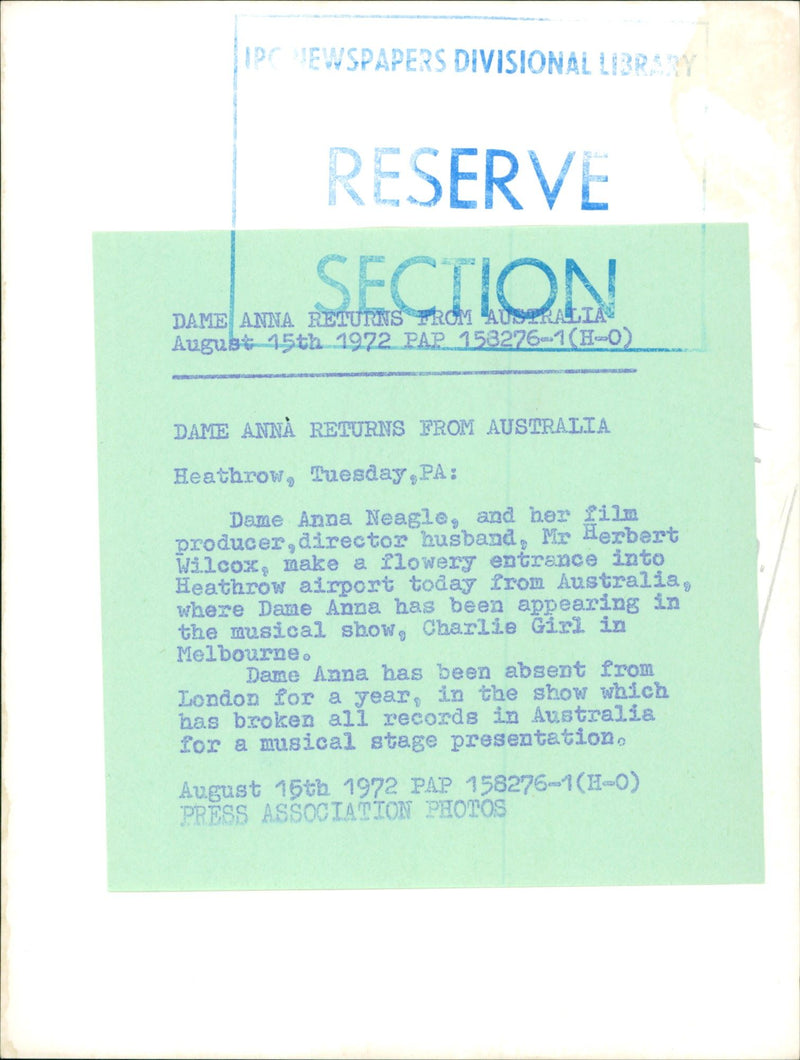 IPC NEWSPAPERS DIVISIONAL LIBRARY
RESERVE
SECTION
DAME ANNA RETURNS FROM AUSTRALIA
August 15th 1972 PAP 158276-1(H-O)
DAME ANNA RETURNS FROM AUSTRALIA
Heathrow, Tuesday,PA:
Dame Anna Neagle, and her film
producer,director husband, Mr Herbert
Wilcox, make a flowery entrance into
Heathrow airport today from Australia,
where Dame Anna has been appearing in
the musical show, Charlie Girl in
Melbourne.
Dame Anna has been absent from
London for a year, in the show which
has broken all records in Australia
for a musical stage presentation.
August 15th 1972 PAP 158276-1(H-O)
PRESS ASSOCIATION PHOTOS